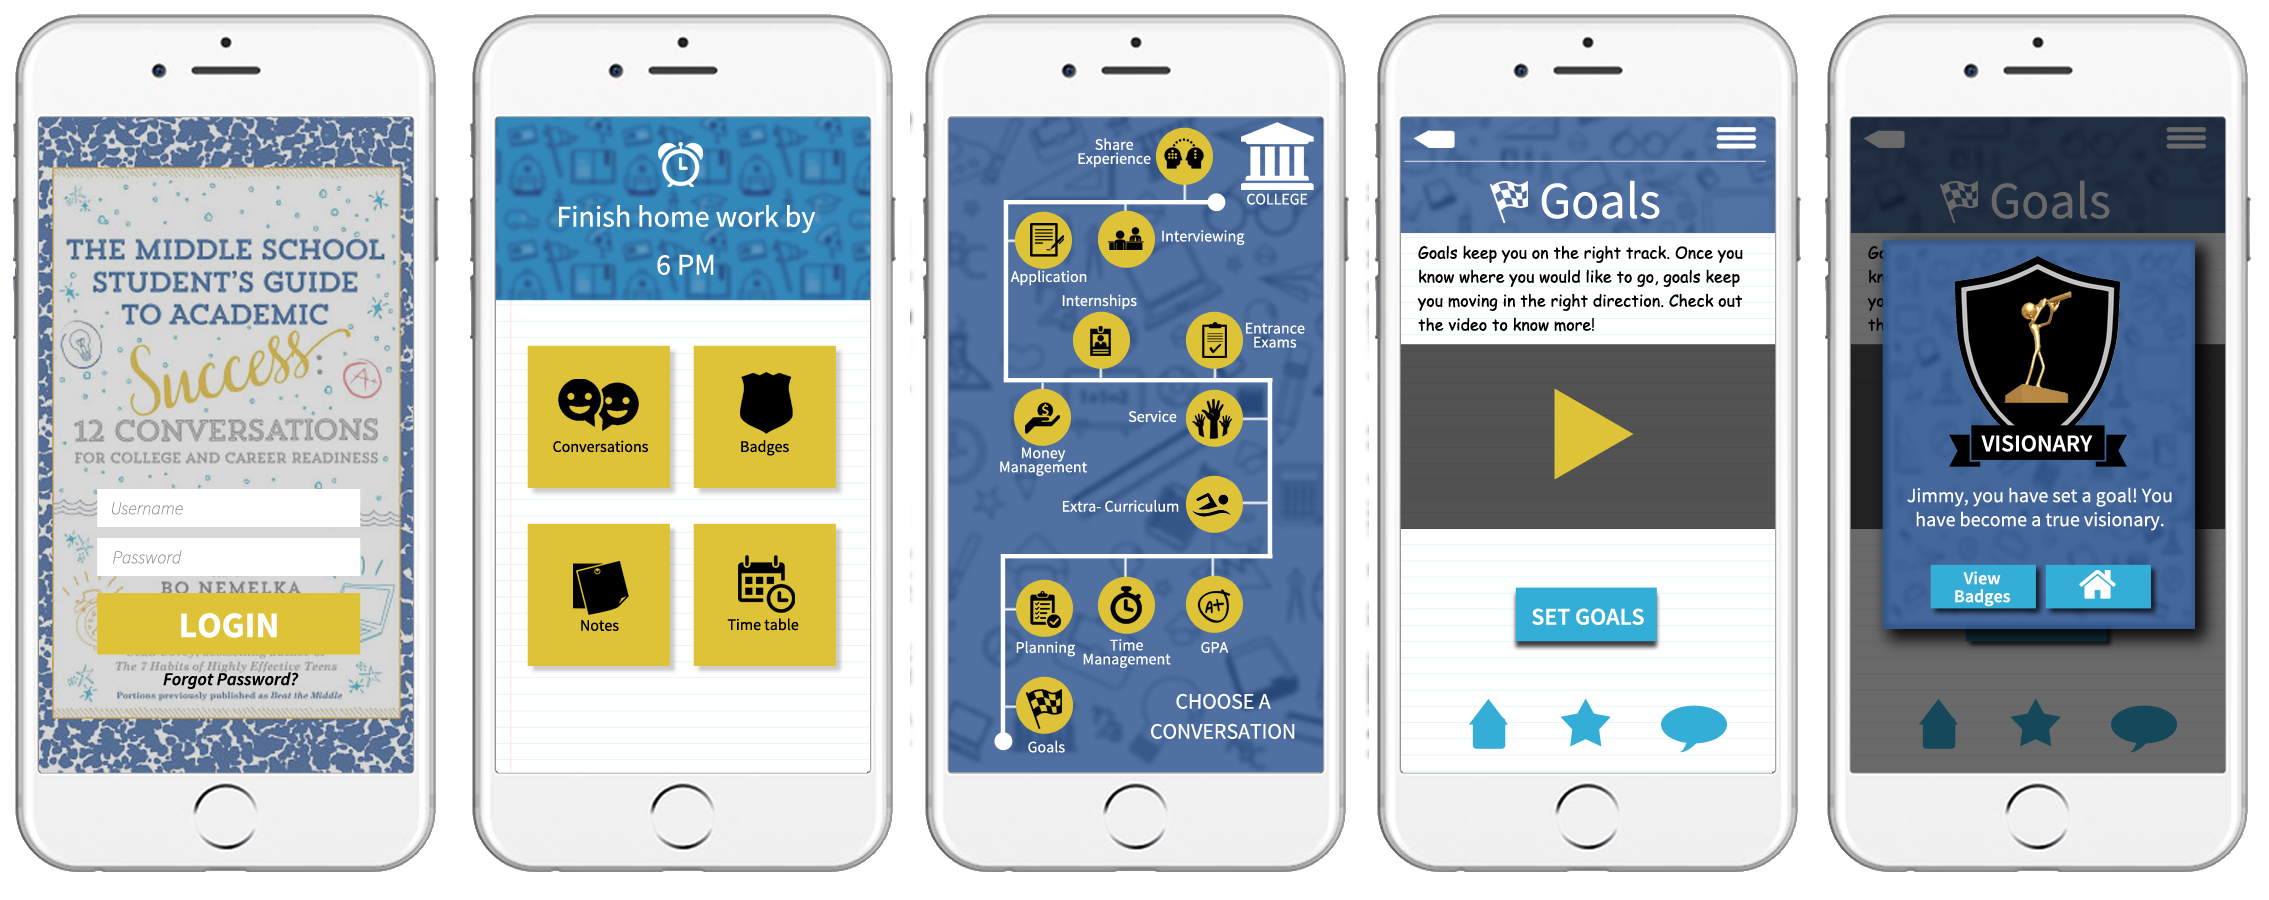 THE MIDDLE SCHOOL
STUDENT'S GUIDE
TO ACADEMIC
Success:
A+
12 CONVERSATIONS
FOR COLLEGE AND CAREER READINESS
Username
Password
BO NEMELKA
LOGIN
The 7 Habits of Highly Effective Teens
Forgot Password?
Portions previously published as Beat the Middle
Finish home work by
6 PM
Conversations
Badges
Notes
Time table
Share
Experience
COLLEGE
Interviewing
Application
Internships
Entrance
Exams
Service
Money
Management
Extra- Curriculum
Planning
Time
Management
A+
GPA
CHOOSE A
CONVERSATION
Goals
Goals
Goals keep you on the right track. Once you
know where you would like to go, goals keep
you moving in the right direction. Check out
the video to know more!
SET GOALS
Goals
VISIONARY
Jimmy, you have set a goal! You
have become a true visionary.
View
Badges